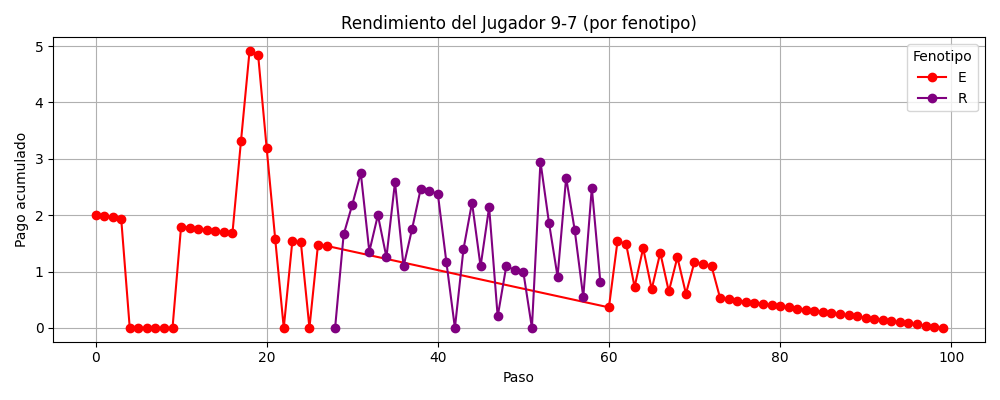 Rendimiento del Jugador 9-7 (por fenotipo)
Pago acumulado
5
4
3
2
1
0
Fenotipo
E
R
0 20 40 60 80 100
Paso